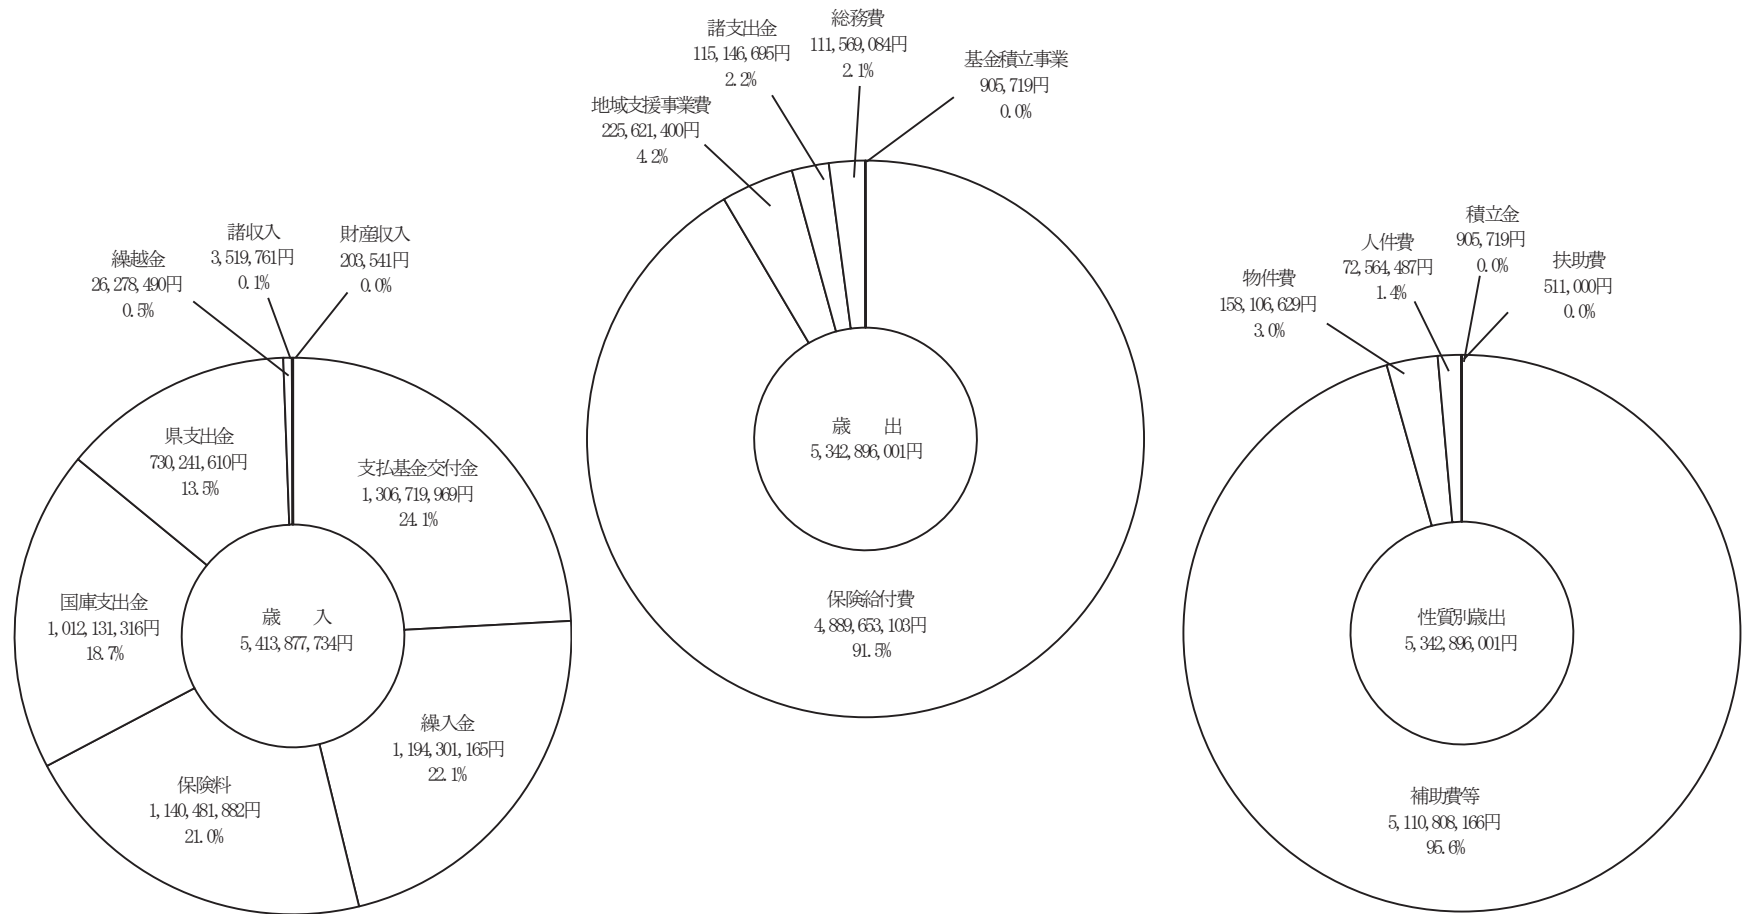 諸収入
3,519,761円
0.1%
財産収入
203,541円
0.0%
繰越金
26,278,490円
0.5%
県支出金
730,241,610円
13.5%
支払基金交付金
1,306,719,969円
24.1%
国庫支出金
1,012,131,316円
18.7%
歳　入
5,413,877,734円
繰入金
1,194,301,165円
22.1%
保険料
1,140,481,882円
21.0%
総務費
111,569,084円
2.1%
諸支出金
115,146,695円
2.2%
基金積立事業
905,719円
0.0%
地域支援事業費
225,621,400円
4.2%
歳　出
5,342,896,001円
保険給付費
4,889,653,103円
91.5%
積立金
905,719円
0.0%
人件費
72,564,487円
1.4%
扶助費
511,000円
0.0%
物件費
158,106,629円
3.0%
性質別歳出
5,342,896,001円
補助費等
5,110,808,166円
95.6%